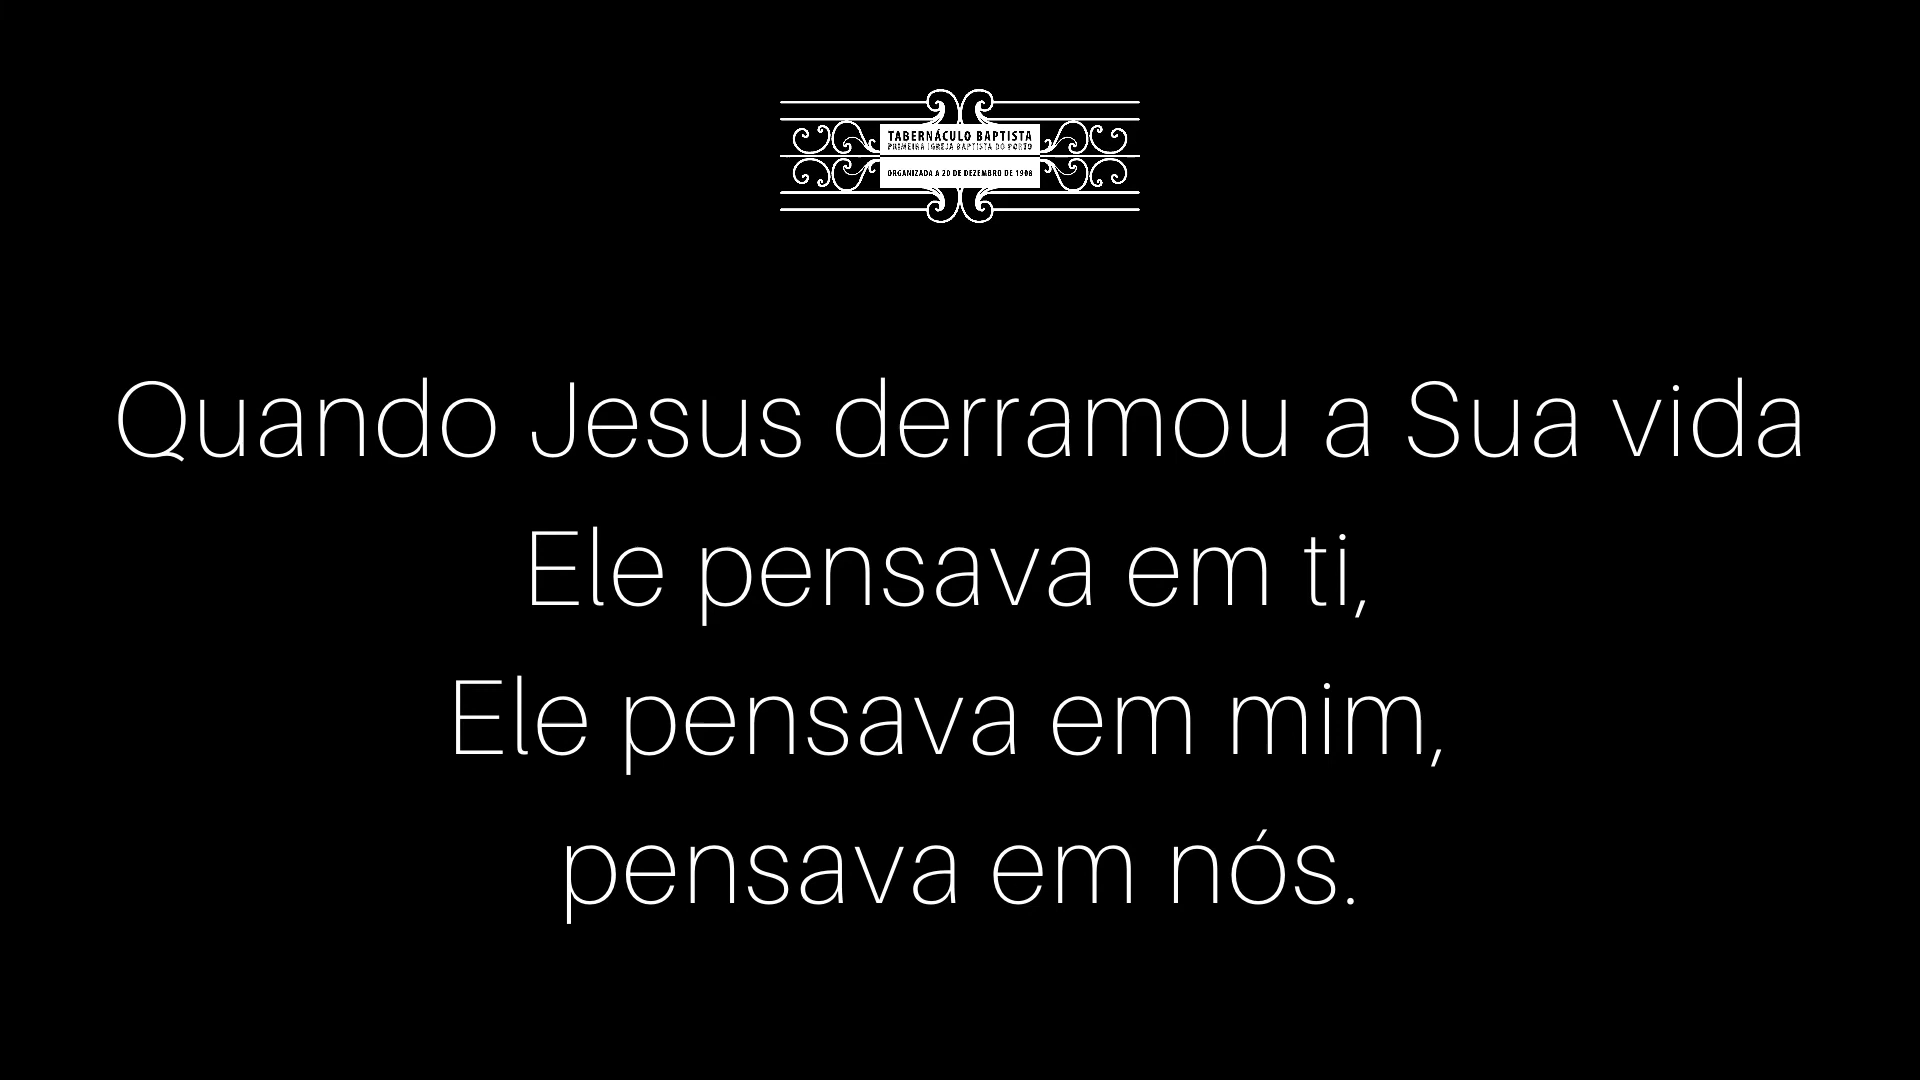 TABERNÁCULO BAPTISTA
PRIMEIRA IGREJA BAPTISTA DO PORTO
ORGANIZADA A 20 DE DEZEMBRO DE 1908
Quando Jesus derramou a Sua vida
Ele pensava em ti,
Ele pensava em mim,
pensava em nós.